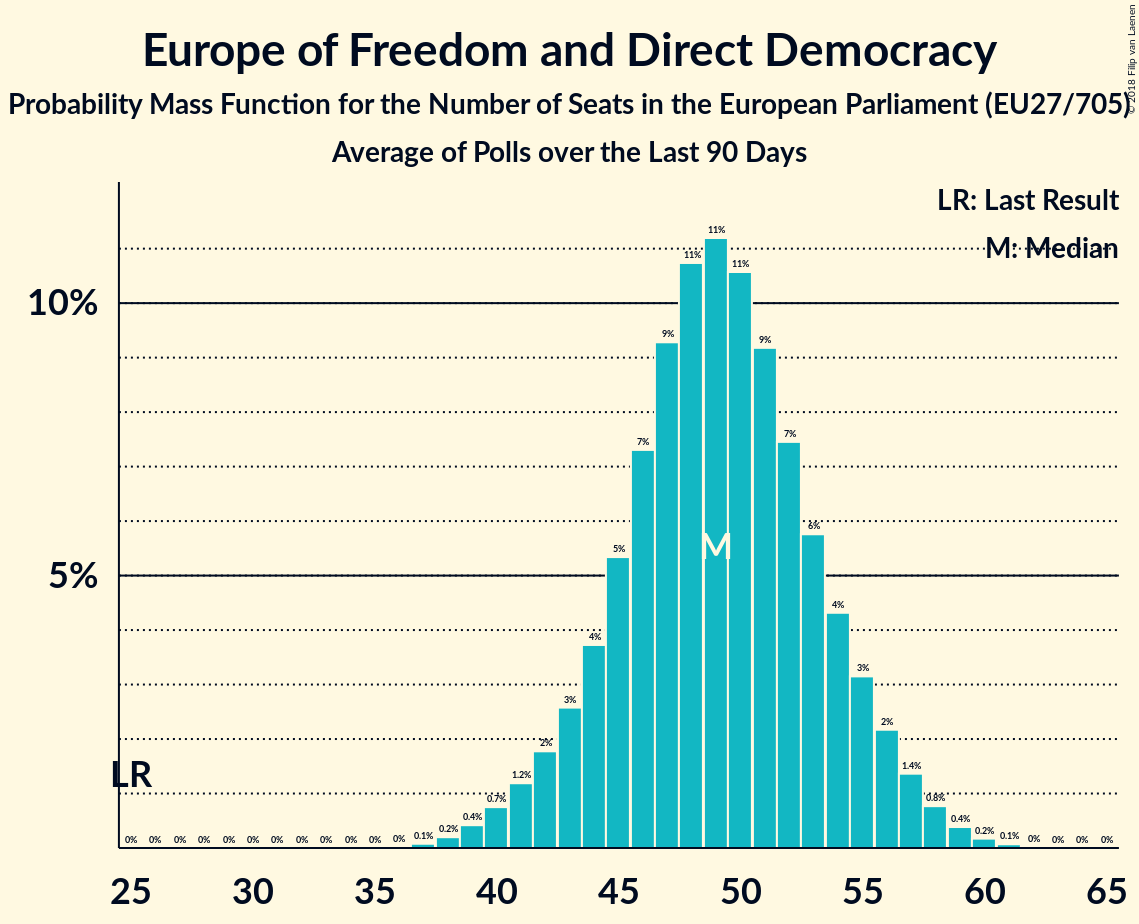 Europe of Freedom and Direct Democracy
Probability Mass Function for the Number of Seats in the European Parliament (EU27/705)
Average of Polls over the Last 90 Days
© 2018 Filip van Laenen
LR: Last Result
M: Median
10%
5%
LR
M
0% 0% 0% 0% 0% 0% 0% 0% 0% 0% 0% 0% 0.1% 0.2% 0.4% 0.7% 1.2% 2% 3% 4% 5% 7% 9% 11% 11% 11% 9% 7% 6% 4% 3% 2% 1.4% 0.8% 0.4% 0.2% 0.1% 0% 0% 0% 0%
25 30 35 40 45 50 55 60 65